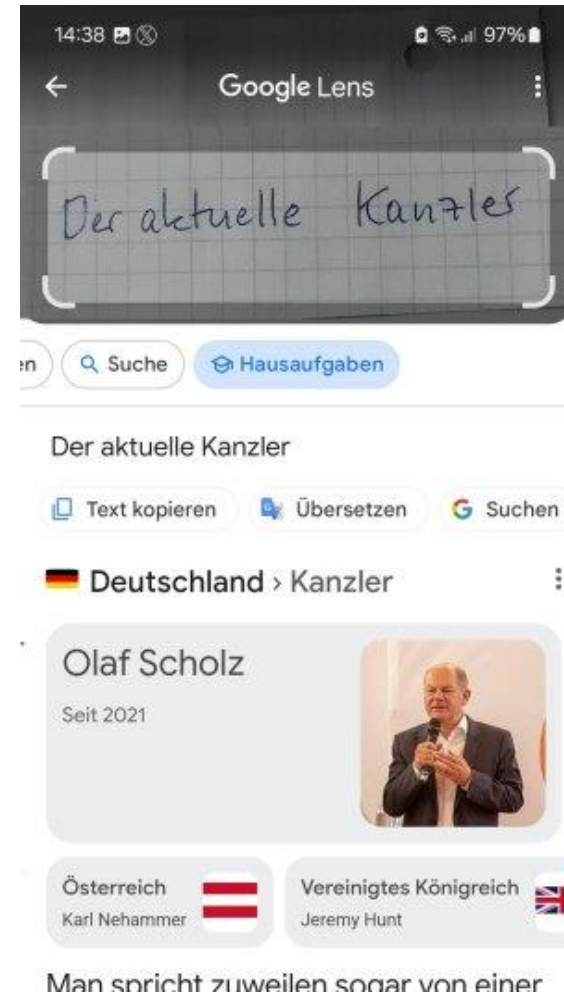 14:38 97%
Google Lens
Der aktuelle Kanzler
en Suche Hausaufgaben
Der aktuelle Kanzler
Text kopieren Übersetzen Suchen
Deutschland › Kanzler
Olaf Scholz
Seit 2021
Österreich Vereinigtes Königreich
Karl Nehammer Jeremy Hunt
Man spricht zuweilen sogar von einer